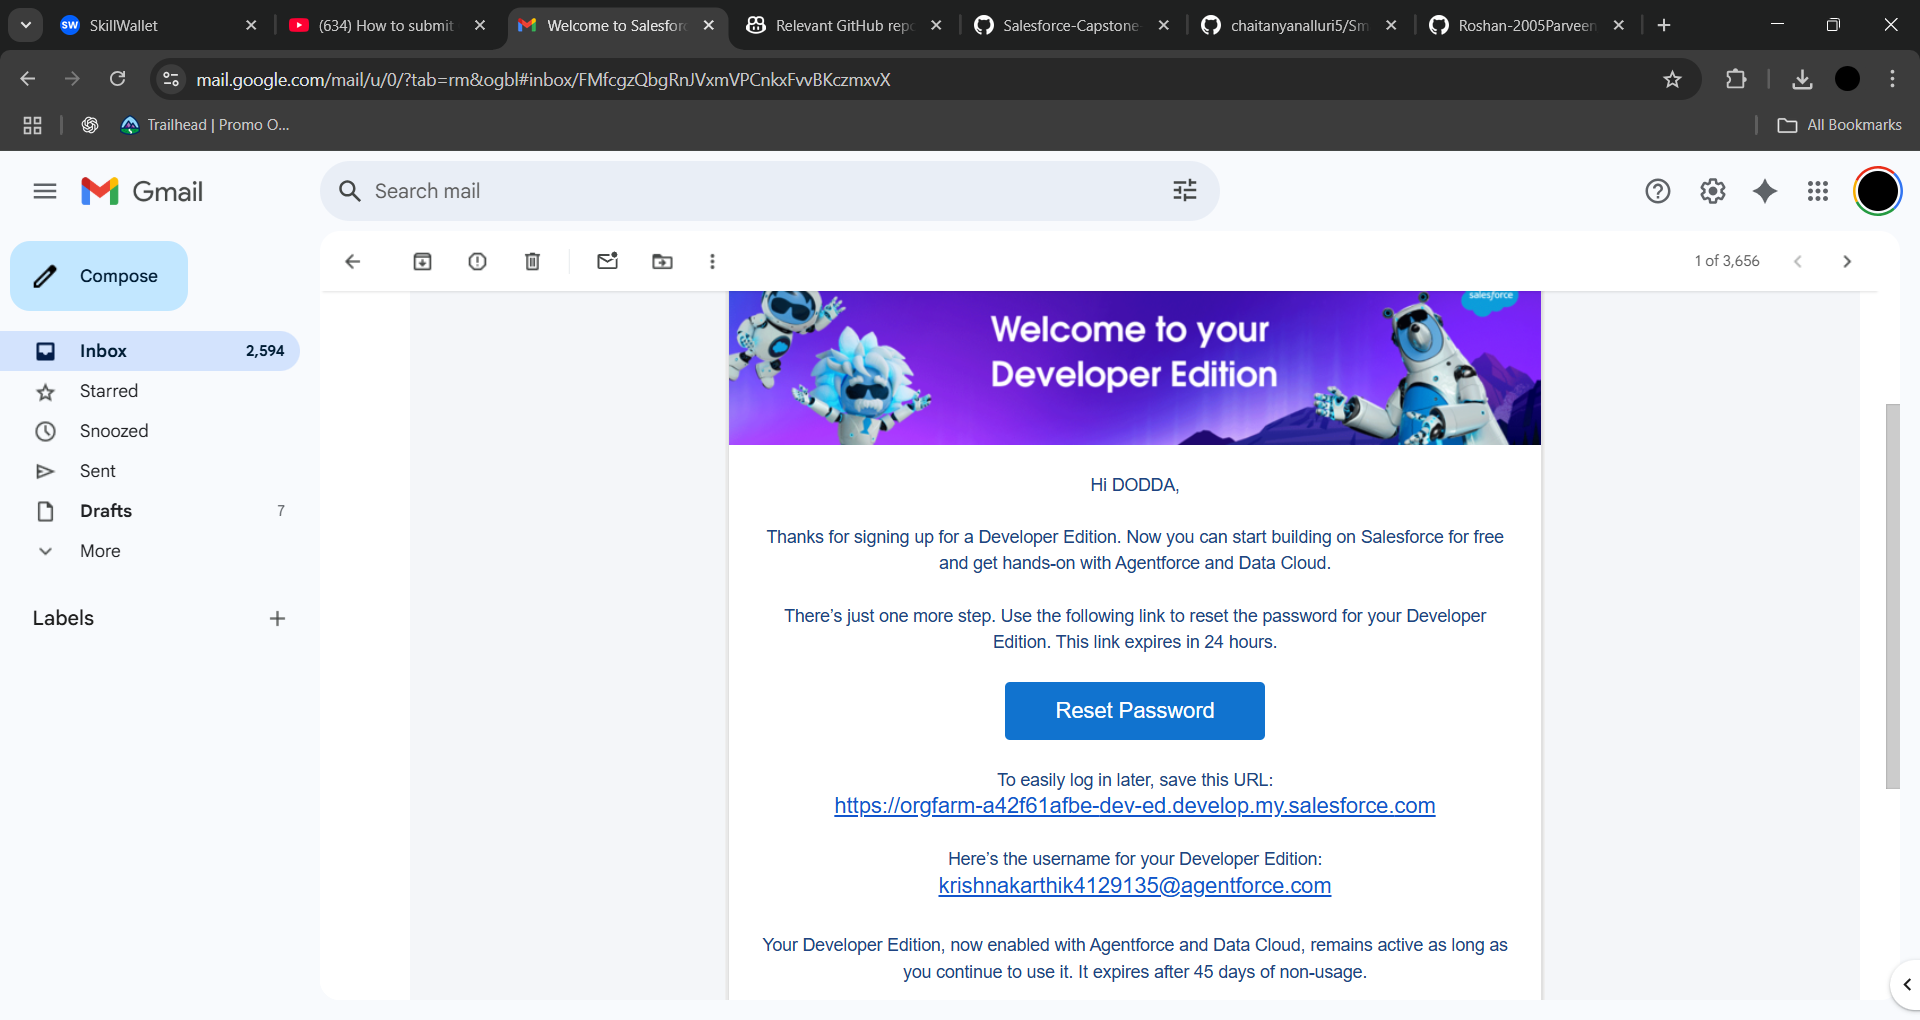 SW SkillWallet
(634) How to submit
Welcome to Salesfor
Relevant GitHub rep
Salesforce-Capstone-
chaitanyanalluri5/Sm
Roshan-2005Parveen
mail.google.com/mail/u/0/?tab=rm&ogbl#inbox/FMfcgzQbgRnJVxmVPCnkxFvvBKczmxvX
Trailhead | Promo O...
All Bookmarks
Gmail
Search mail
Compose
1 of 3,656
Inbox 2,594
Starred
Snoozed
Sent
Drafts 7
More
Labels
salesforce
Welcome to your
Developer Edition
Hi DODDA,
Thanks for signing up for a Developer Edition. Now you can start building on Salesforce for free
and get hands-on with Agentforce and Data Cloud.
There’s just one more step. Use the following link to reset the password for your Developer
Edition. This link expires in 24 hours.
Reset Password
To easily log in later, save this URL:
https://orgfarm-a42f61afbe-dev-ed.develop.my.salesforce.com
Here’s the username for your Developer Edition:
krishnakarthik4129135@agentforce.com
Your Developer Edition, now enabled with Agentforce and Data Cloud, remains active as long as
you continue to use it. It expires after 45 days of non-usage.